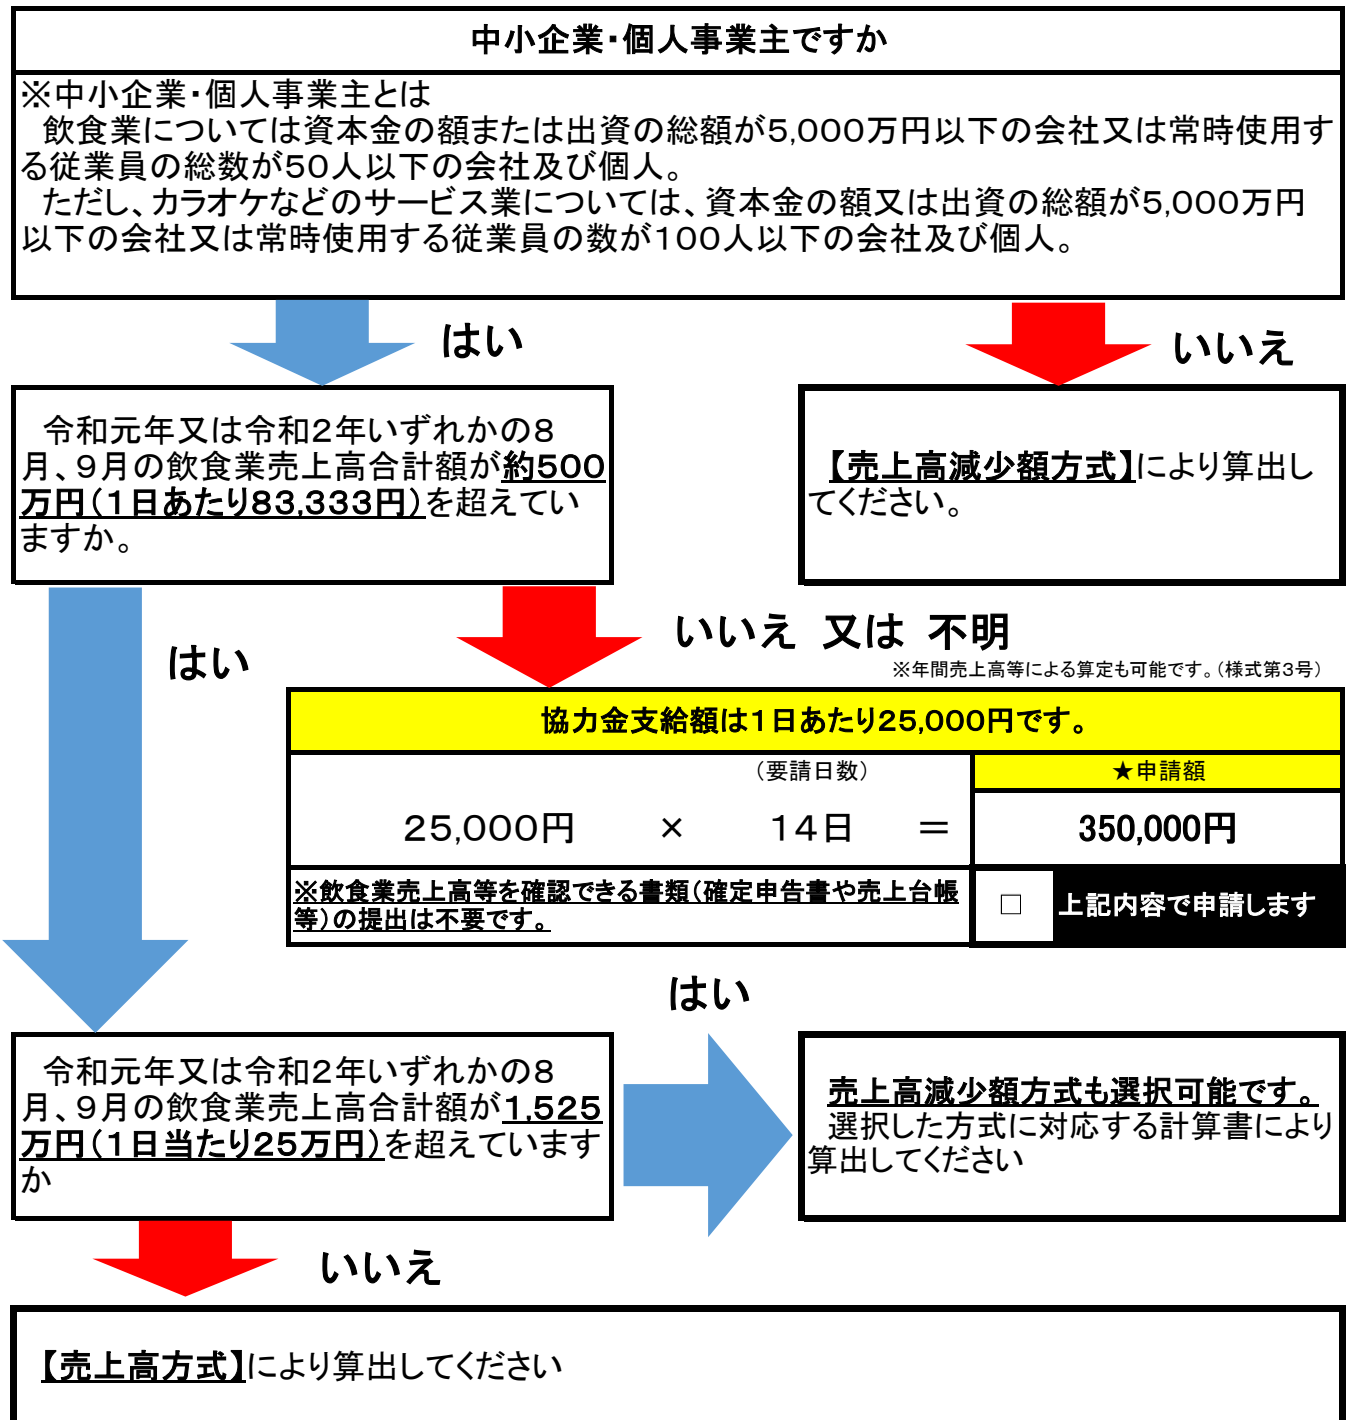 中小企業・個人事業主ですか
※中小企業・個人事業主とは
飲食業については資本金の額または出資の総額が5,000万円以下の会社又は常時使用す
る従業員の総数が50人以下の会社及び個人。
ただし、カラオケなどのサービス業については、資本金の額又は出資の総額が5,000万円
以下の会社又は常時使用する従業員の数が100人以下の会社及び個人。
はい
いいえ
令和元年又は令和2年いずれかの8
月、9月の飲食業売上高合計額が約500
万円（1日あたり83,333円）を超えてい
ますか。
【売上高減少額方式】により算出し
てください。
はい
いいえ 又は 不明
※年間売上高等による算定も可能です。（様式第3号）
協力金支給額は1日あたり25,000円です。
（要請日数）
★申請額
25,000円 × 14日 ＝ 350,000円
※飲食業売上高等を確認できる書類（確定申告書や売上台帳
等）の提出は不要です。
□ 上記内容で申請します
はい
令和元年又は令和2年いずれかの8
月、9月の飲食業売上高合計額が1,525
万円（1日当たり25万円）を超えています
か
売上高減少額方式も選択可能です。
選択した方式に対応する計算書により
算出してください
いいえ
【売上高方式】により算出してください